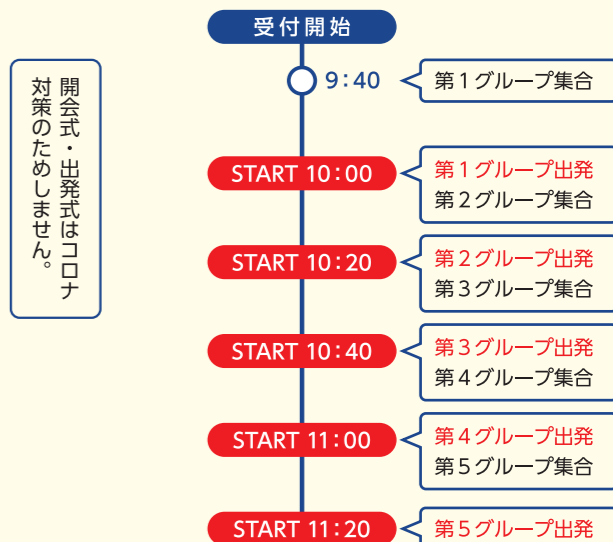 受付開始
9:40
第1グループ集合
START 10:00
第1グループ出発
第2グループ集合
START 10:20
第2グループ出発
第3グループ集合
START 10:40
第3グループ出発
第4グループ集合
START 11:00
第4グループ出発
第5グループ集合
START 11:20
第5グループ出発
開会式・出発式はコロナ
対策のためしません。